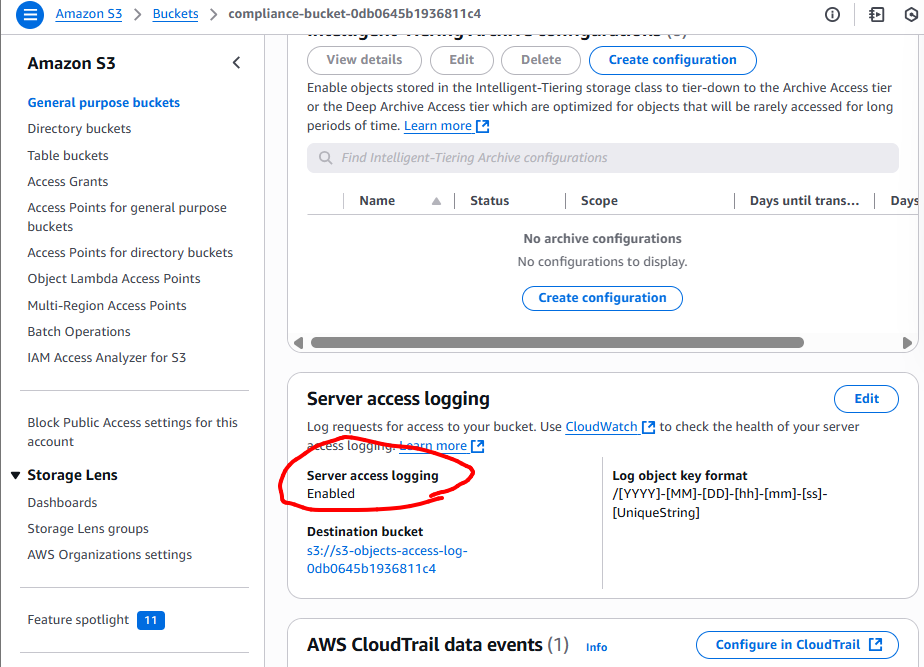 Amazon S3 > Buckets > compliance-bucket-0db0645b1936811c4
Amazon S3
General purpose buckets
Directory buckets
Table buckets
Access Grants
Access Points for general purpose
buckets
Access Points for directory buckets
Object Lambda Access Points
Multi-Region Access Points
Batch Operations
IAM Access Analyzer for S3
Block Public Access settings for this
account
Storage Lens
Dashboards
Storage Lens groups
AWS Organizations settings
Feature spotlight 11
Intelligent-Tiering Archive configurations
View details Edit Delete Create configuration
Enable objects stored in the Intelligent-Tiering storage class to tier-down to the Archive Access tier
or the Deep Archive Access tier which are optimized for objects that will be rarely accessed for long
periods of time. Learn more
Find Intelligent-Tiering Archive configurations
Name Status Scope Days until trans... Days
No archive configurations
No configurations to display.
Create configuration
Server access logging Edit
Log requests for access to your bucket. Use CloudWatch to check the health of your server
access logging. Learn more
Server access logging
Enabled
Destination bucket
s3://s3-objects-access-log-
0db0645b1936811c4
Log object key format
/[YYYY]-[MM]-[DD]-[hh]-[mm]-[ss]-
[UniqueString]
AWS CloudTrail data events (1) Info Configure in CloudTrail